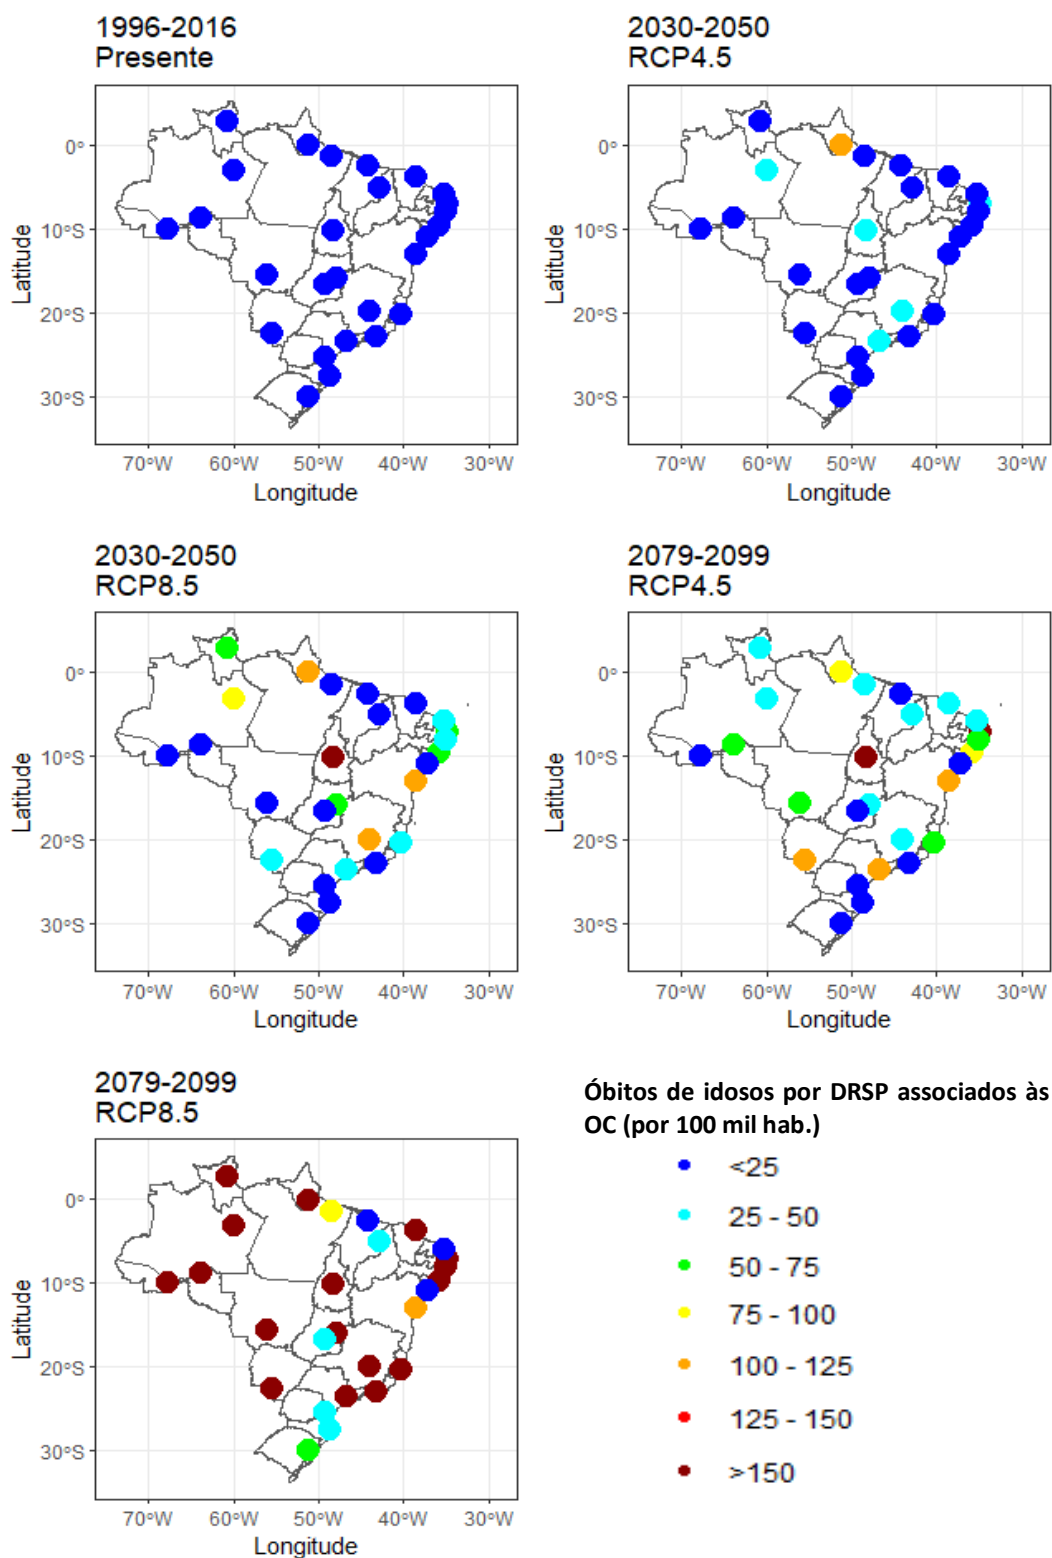 1996-2016
Presente
0°
10°S
20°S
30°S
Latitude
70°W 60°W 50°W 40°W 30°W
Longitude
2030-2050
RCP4.5
0°
10°S
20°S
30°S
Latitude
70°W 60°W 50°W 40°W 30°W
Longitude
2030-2050
RCP8.5
0°
10°S
20°S
30°S
Latitude
70°W 60°W 50°W 40°W 30°W
Longitude
2079-2099
RCP4.5
0°
10°S
20°S
30°S
Latitude
70°W 60°W 50°W 40°W 30°W
Longitude
2079-2099
RCP8.5
0°
10°S
20°S
30°S
Latitude
70°W 60°W 50°W 40°W 30°W
Longitude
Óbitos de idosos por DRSP associados às
OC (por 100 mil hab.)
<25
25 - 50
50 - 75
75 - 100
100 - 125
125 - 150
>150